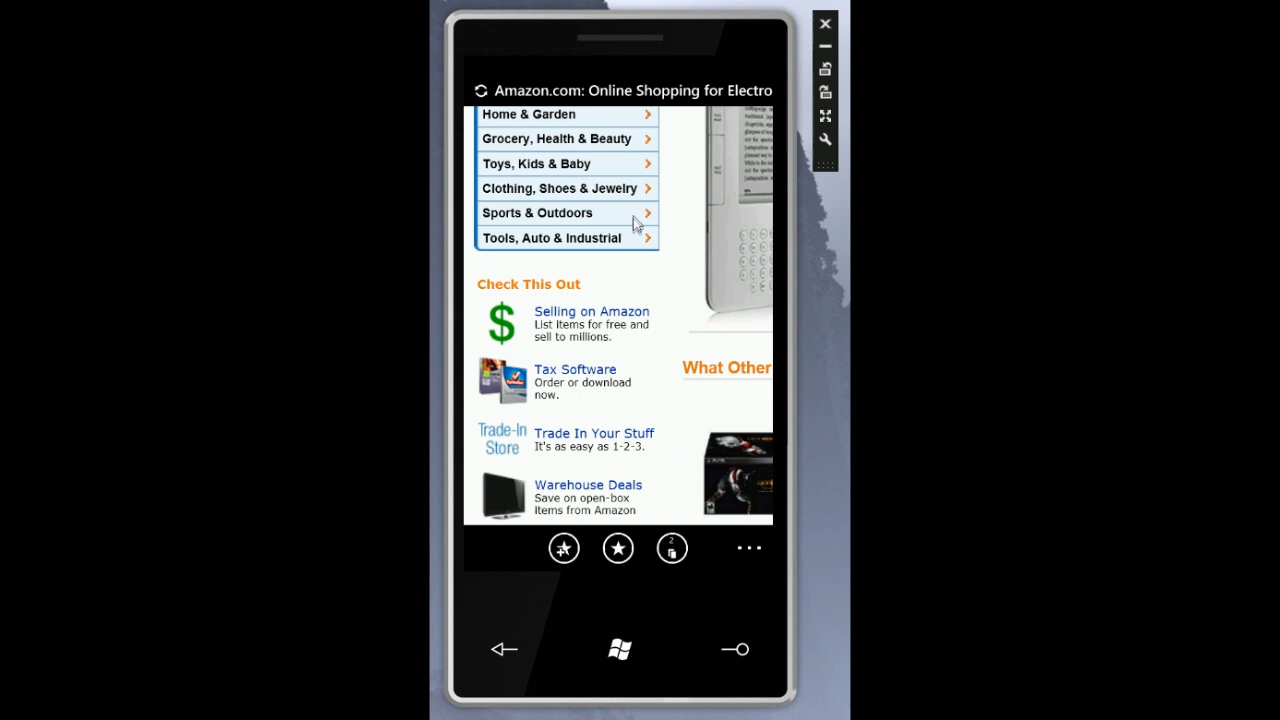 Amazon.com: Online Shopping for Electro
Home & Garden
Grocery, Health & Beauty
Toys, Kids & Baby
Clothing, Shoes & Jewelry
Sports & Outdoors
Tools, Auto & Industrial
Check This Out
$
Selling on Amazon
List items for free and
sell to millions.
Tax Software
Order or download
now.
Trade-In
Store
Trade In Your Stuff
It's as easy as 1-2-3.
Warehouse Deals
Save on open-box
items from Amazon
What Other
2